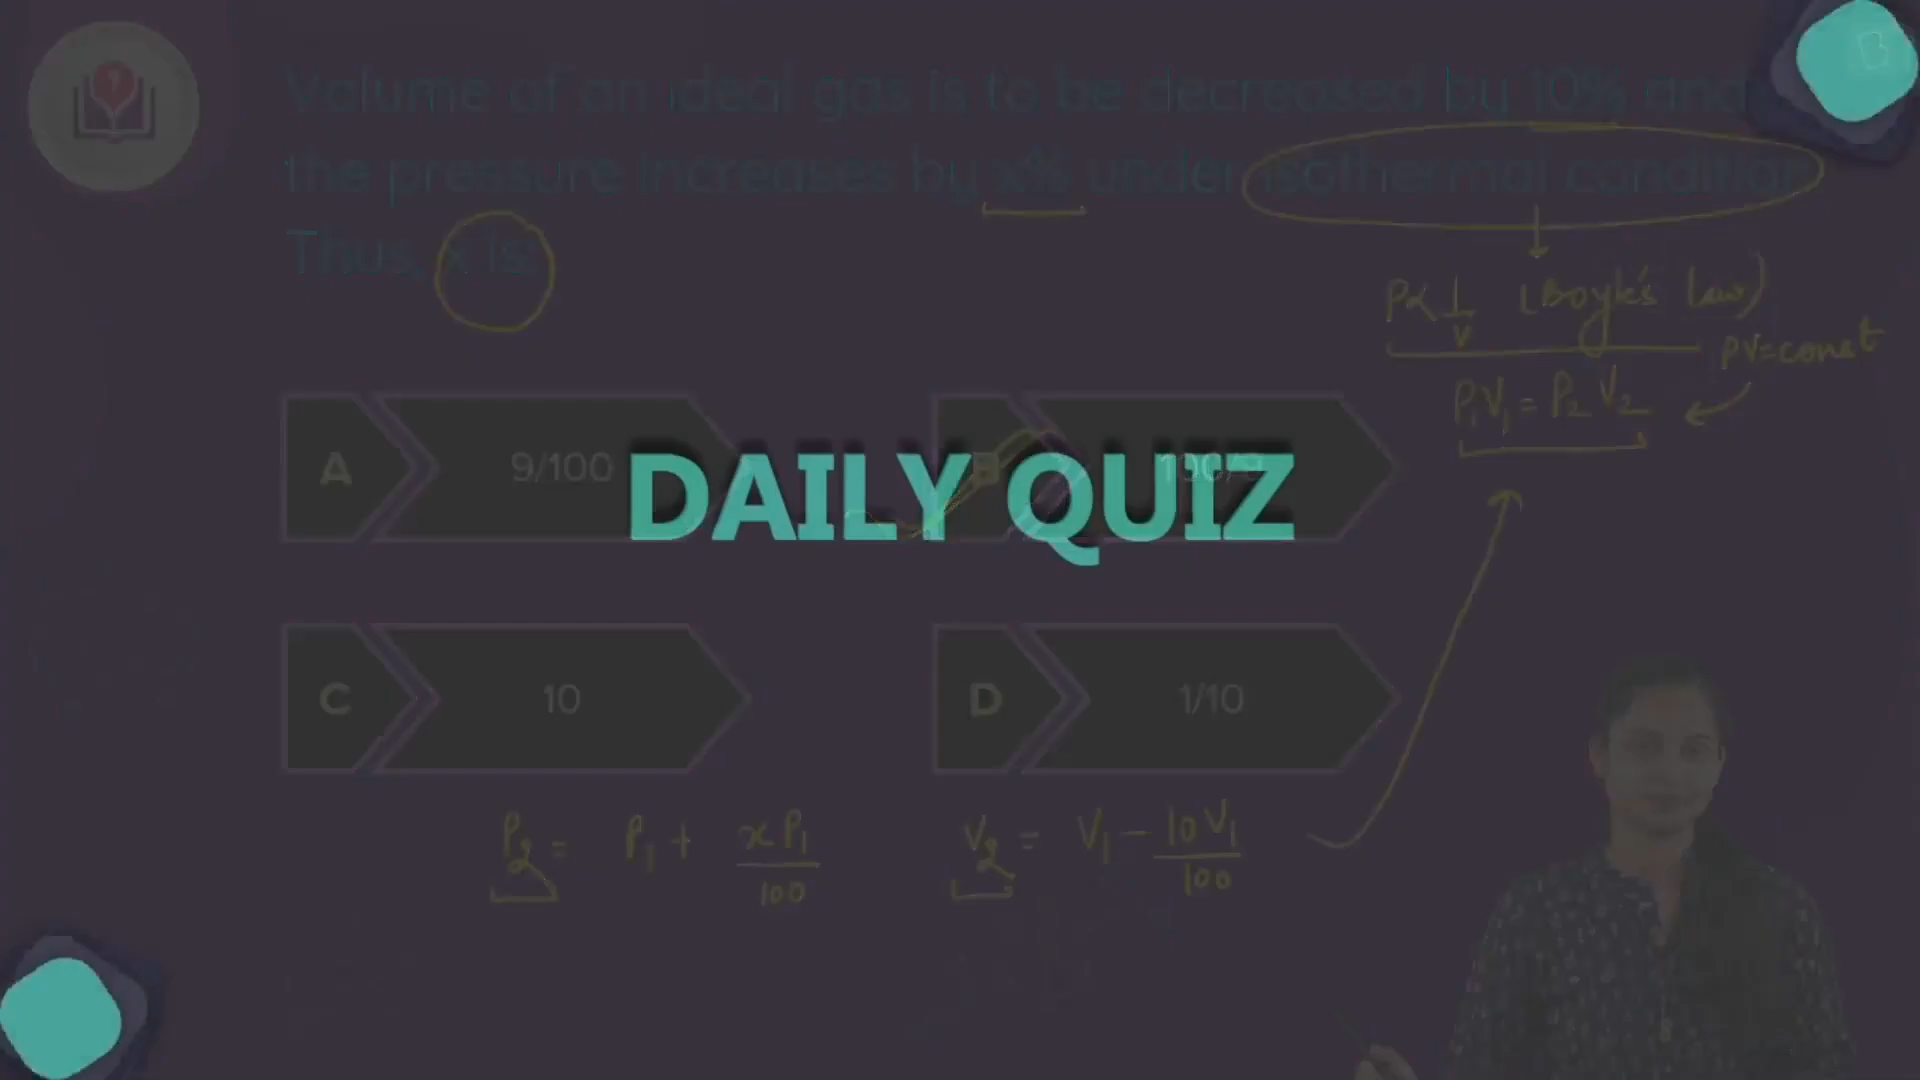 Volume of an ideal gas is to be decreased by 10% and
the pressure increases by x% under isothermal condition
Thus, x is:
P∝ 1/V (Boyle's law)
PV=const
P₁V₁=P₂V₂
A 9/100
B 100/9
DAILY QUIZ
C 10
D 1/10
P₂ = P₁ + xP₁/100
V₂ = V₁ - 10V₁/100